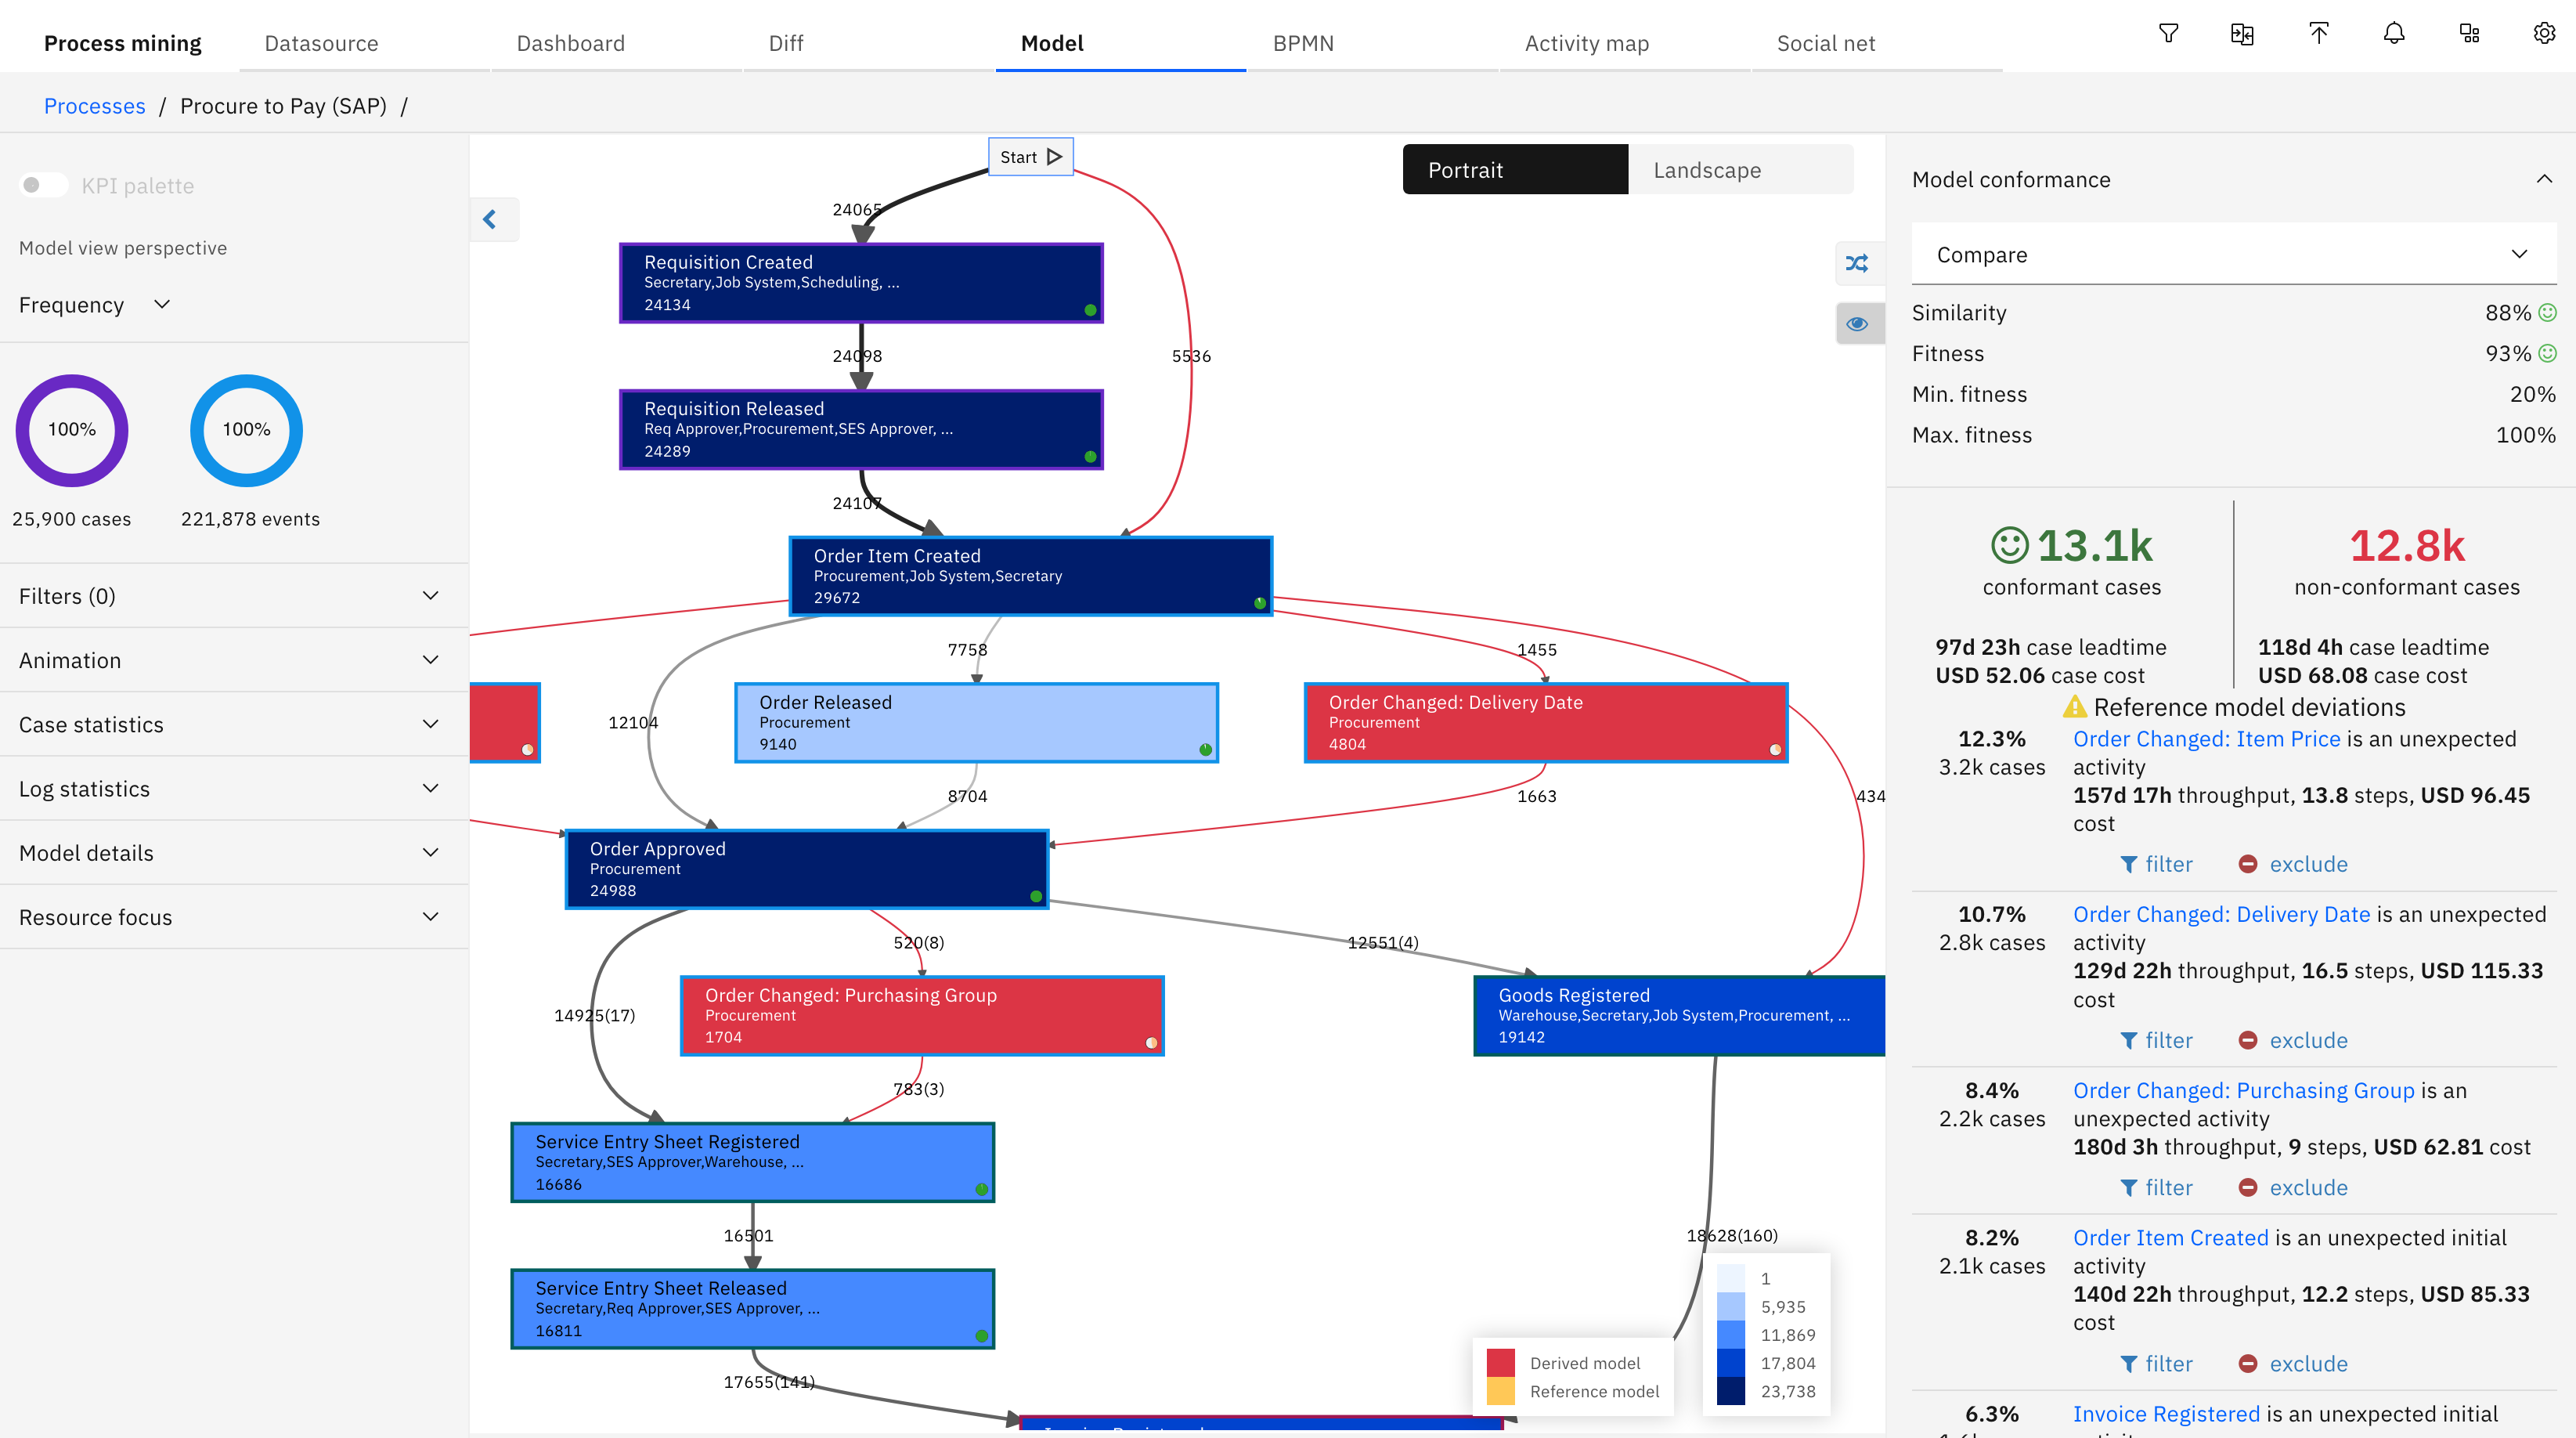 Process mining
Datasource
Dashboard
Diff
Model
BPMN
Activity map
Social net
Processes / Procure to Pay (SAP) /
KPI palette
Model view perspective
Frequency
100%
100%
25,900 cases
221,878 events
Filters (0)
Animation
Case statistics
Log statistics
Model details
Resource focus
Start
Portrait
Landscape
24065
Requisition Created
Secretary,Job System,Scheduling, ...
24134
24098
5536
Requisition Released
Req Approver,Procurement,SES Approver, ...
24289
24107
Order Item Created
Procurement,Job System,Secretary
29672
7758
1455
12104
Order Released
Procurement
9140
Order Changed: Delivery Date
Procurement
4804
8704
1663
434
Order Approved
Procurement
24988
520(8)
12551(4)
14925(17)
Order Changed: Purchasing Group
Procurement
1704
Goods Registered
Warehouse,Secretary,Job System,Procurement, ...
19142
783(3)
Service Entry Sheet Registered
Secretary,SES Approver,Warehouse, ...
16686
16501
18628(160)
Service Entry Sheet Released
Secretary,Req Approver,SES Approver, ...
16811
17655(141)
Derived model
Reference model
1
5,935
11,869
17,804
23,738
Model conformance
Compare
Similarity 88%
Fitness 93%
Min. fitness 20%
Max. fitness 100%
13.1k
conformant cases
97d 23h case leadtime
USD 52.06 case cost
12.8k
non-conformant cases
118d 4h case leadtime
USD 68.08 case cost
Reference model deviations
12.3%
3.2k cases
Order Changed: Item Price is an unexpected
activity
157d 17h throughput, 13.8 steps, USD 96.45
cost
filter exclude
10.7%
2.8k cases
Order Changed: Delivery Date is an unexpected
activity
129d 22h throughput, 16.5 steps, USD 115.33
cost
filter exclude
8.4%
2.2k cases
Order Changed: Purchasing Group is an
unexpected activity
180d 3h throughput, 9 steps, USD 62.81 cost
filter exclude
8.2%
2.1k cases
Order Item Created is an unexpected initial
activity
140d 22h throughput, 12.2 steps, USD 85.33
cost
filter exclude
6.3%
Invoice Registered is an unexpected initial